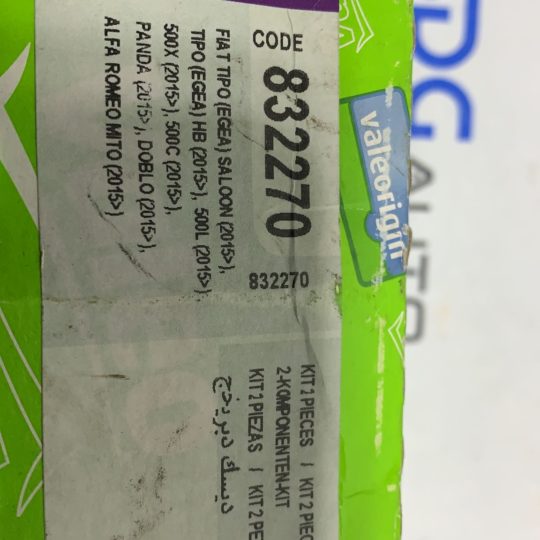 CODE
832270
832270
FIAT TIPO (EGEA) SALOON (2015>),
TIPO (EGEA) HB (2015>), 500L (2015>),
500X (2015>), 500C (2015>),
PANDA (2015>), DOBLO (2015>),
ALFA ROMEO MITO (2015>)
KIT 2 PIECES / KIT 2 PIEC
2-KOMPONENTEN-KIT
KIT 2 PIEZAS / KIT 2 PE
valeorigin
DG
AUTO